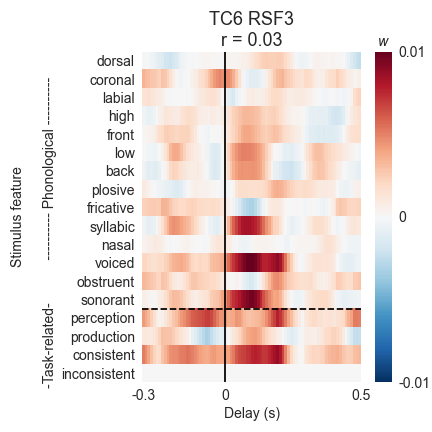 TC6 RSF3
r = 0.03
w
Stimulus feature
----------- Phonological ----------
-Task-related-
dorsal
coronal
labial
high
front
low
back
plosive
fricative
syllabic
nasal
voiced
obstruent
sonorant
perception
production
consistent
inconsistent
0.01
0
-0.01
-0.3 0 0.5
Delay (s)